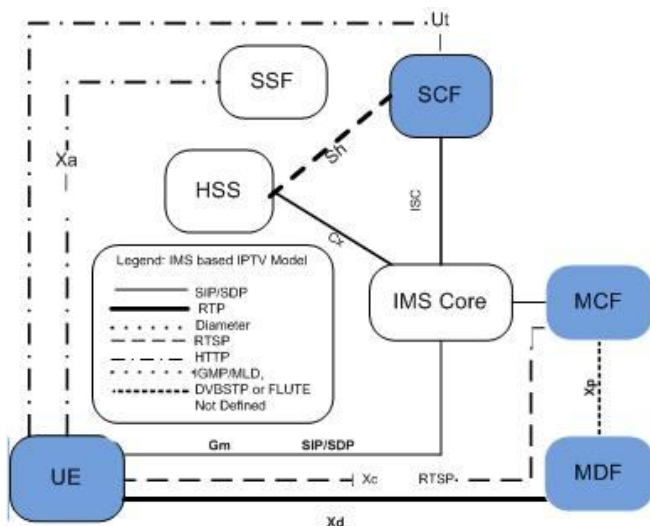 Ut
SSF
SCF
Xa
Sh
HSS
ISC
Cx
Legend: IMS based IPTV Model
SIP/SDP
RTP
Diameter
RTSP
HTTP
IGMP/MLD,
DVBSTP or FLUTE
Not Defined
IMS Core
MCF
Xp
Gm SIP/SDP
UE
Xc RTSP
MDF
Xd